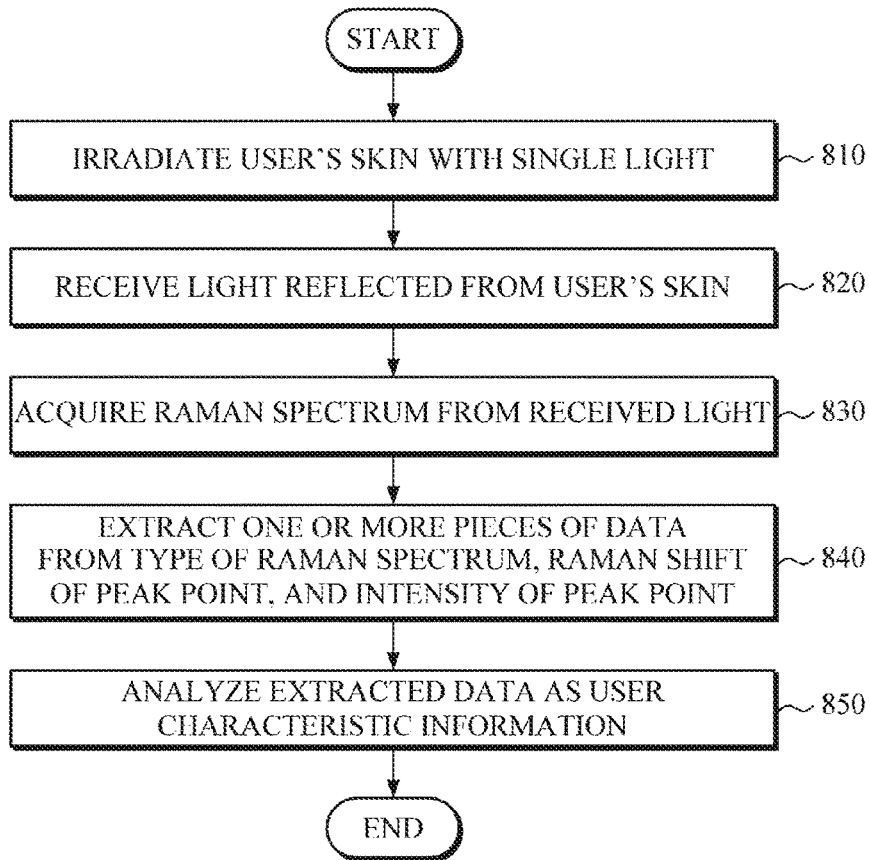 START
IRRADIATE USER'S SKIN WITH SINGLE LIGHT
810
RECEIVE LIGHT REFLECTED FROM USER'S SKIN
820
ACQUIRE RAMAN SPECTRUM FROM RECEIVED LIGHT
830
EXTRACT ONE OR MORE PIECES OF DATA
FROM TYPE OF RAMAN SPECTRUM, RAMAN SHIFT
OF PEAK POINT, AND INTENSITY OF PEAK POINT
840
ANALYZE EXTRACTED DATA AS USER
CHARACTERISTIC INFORMATION
850
END